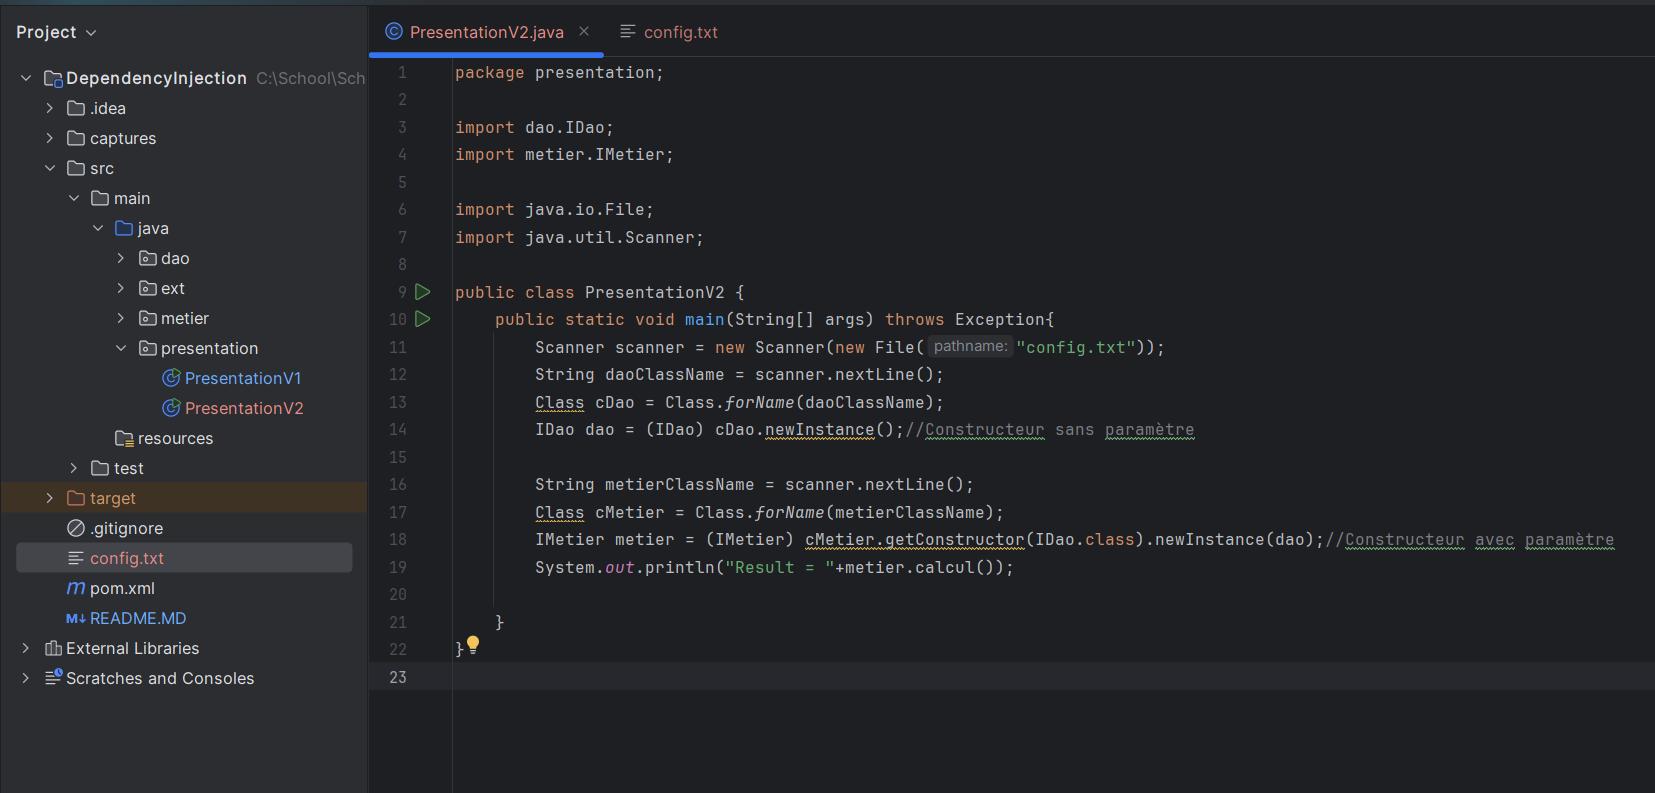 Project
DependencyInjection C:\School\Sch
.idea
captures
src
main
java
dao
ext
metier
presentation
PresentationV1
PresentationV2
resources
test
target
.gitignore
config.txt
pom.xml
M↓ README.MD
External Libraries
Scratches and Consoles
PresentationV2.java
config.txt
1 package presentation;
2
3 import dao.IDao;
4 import metier.IMetier;
5
6 import java.io.File;
7 import java.util.Scanner;
8
9 public class PresentationV2 {
10 public static void main(String[] args) throws Exception{
11 Scanner scanner = new Scanner(new File( pathname: "config.txt"));
12 String daoClassName = scanner.nextLine();
13 Class cDao = Class.forName(daoClassName);
14 IDao dao = (IDao) cDao.newInstance();//Constructeur sans paramètre
15
16 String metierClassName = scanner.nextLine();
17 Class cMetier = Class.forName(metierClassName);
18 IMetier metier = (IMetier) cMetier.getConstructor(IDao.class).newInstance(dao);//Constructeur avec paramètre
19 System.out.println("Result = "+metier.calcul());
20
21 }
22 }
23